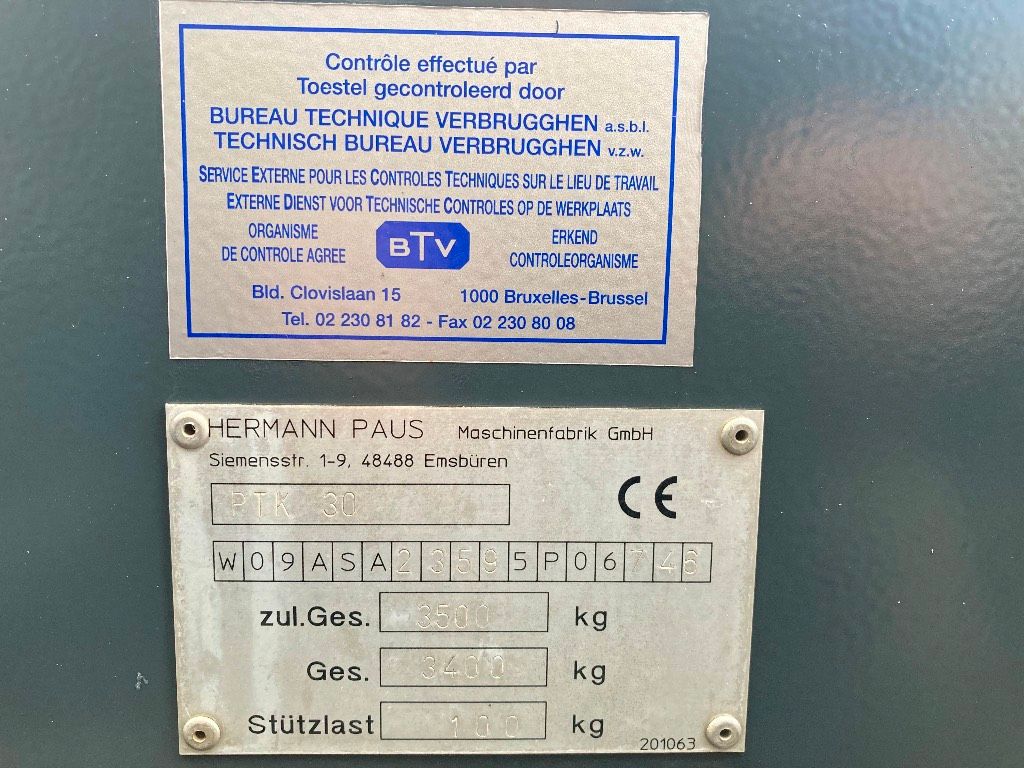 Contrôle effectué par
Toestel gecontroleerd door
BUREAU TECHNIQUE VERBRUGGHEN a.s.b.l.
TECHNISCH BUREAU VERBRUGGHEN v.z.w.
SERVICE EXTERNE POUR LES CONTROLES TECHNIQUES SUR LE LIEU DE TRAVAIL
EXTERNE DIENST VOOR TECHNISCHE CONTROLES OP DE WERKPLAATS
ORGANISME
DE CONTROLE AGREE
BTV
ERKEND
CONTROLEORGANISME
Bld. Clovislaan 15 1000 Bruxelles-Brussel
Tel. 02 230 81 82 - Fax 02 230 80 08
HERMANN PAUS Maschinenfabrik GmbH
Siemensstr. 1-9, 48488 Emsbüren
PTK 30
CE
W09ASA23595P06746
zul.Ges. 3500 kg
Ges. 3400 kg
Stützlast 100 kg
201063